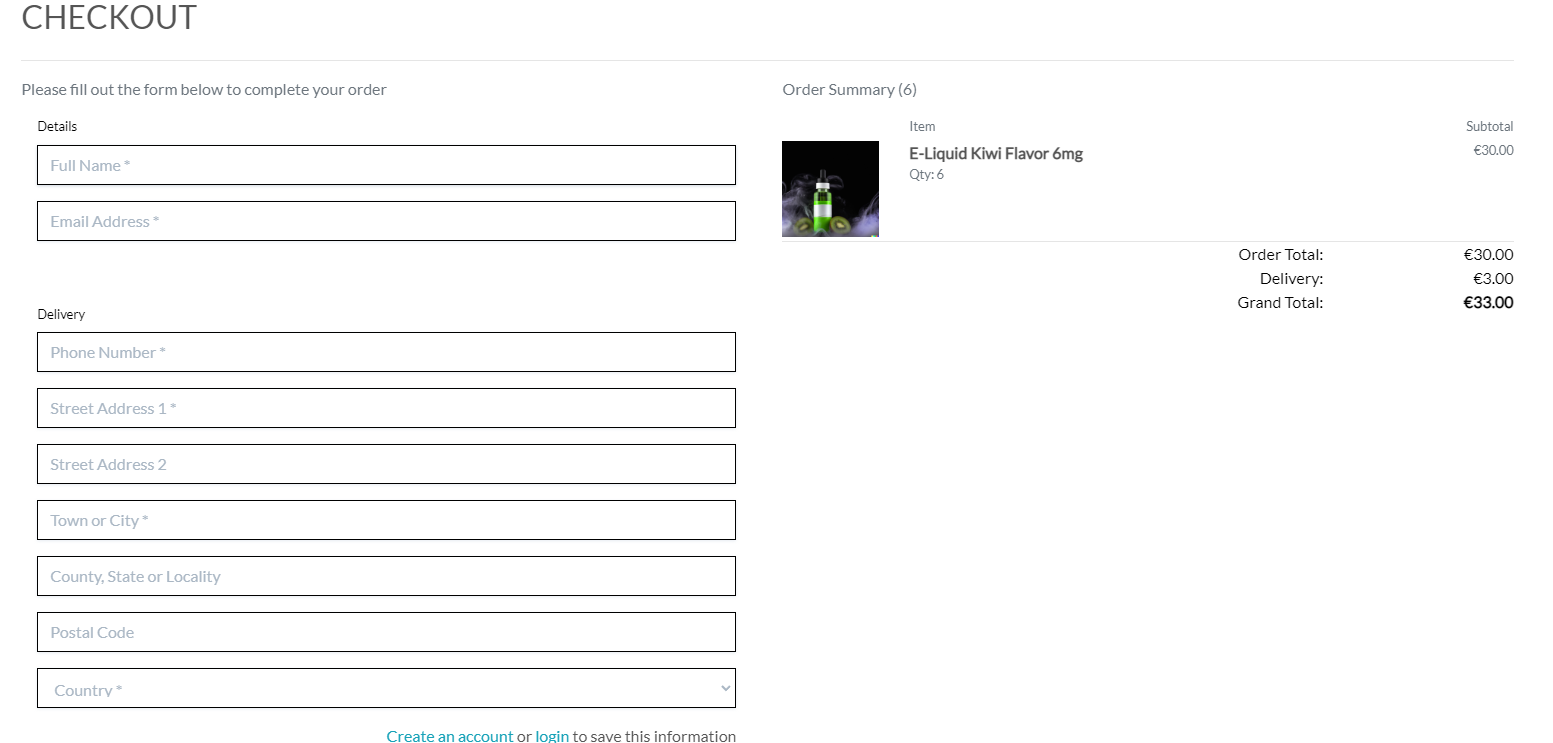 CHECKOUT
Please fill out the form below to complete your order
Details
Full Name *
Email Address *
Delivery
Phone Number *
Street Address 1 *
Street Address 2
Town or City *
County, State or Locality
Postal Code
Country *
Create an account or login to save this information
Order Summary (6)
Item Subtotal
E-Liquid Kiwi Flavor 6mg €30.00
Qty: 6
Order Total: €30.00
Delivery: €3.00
Grand Total: €33.00